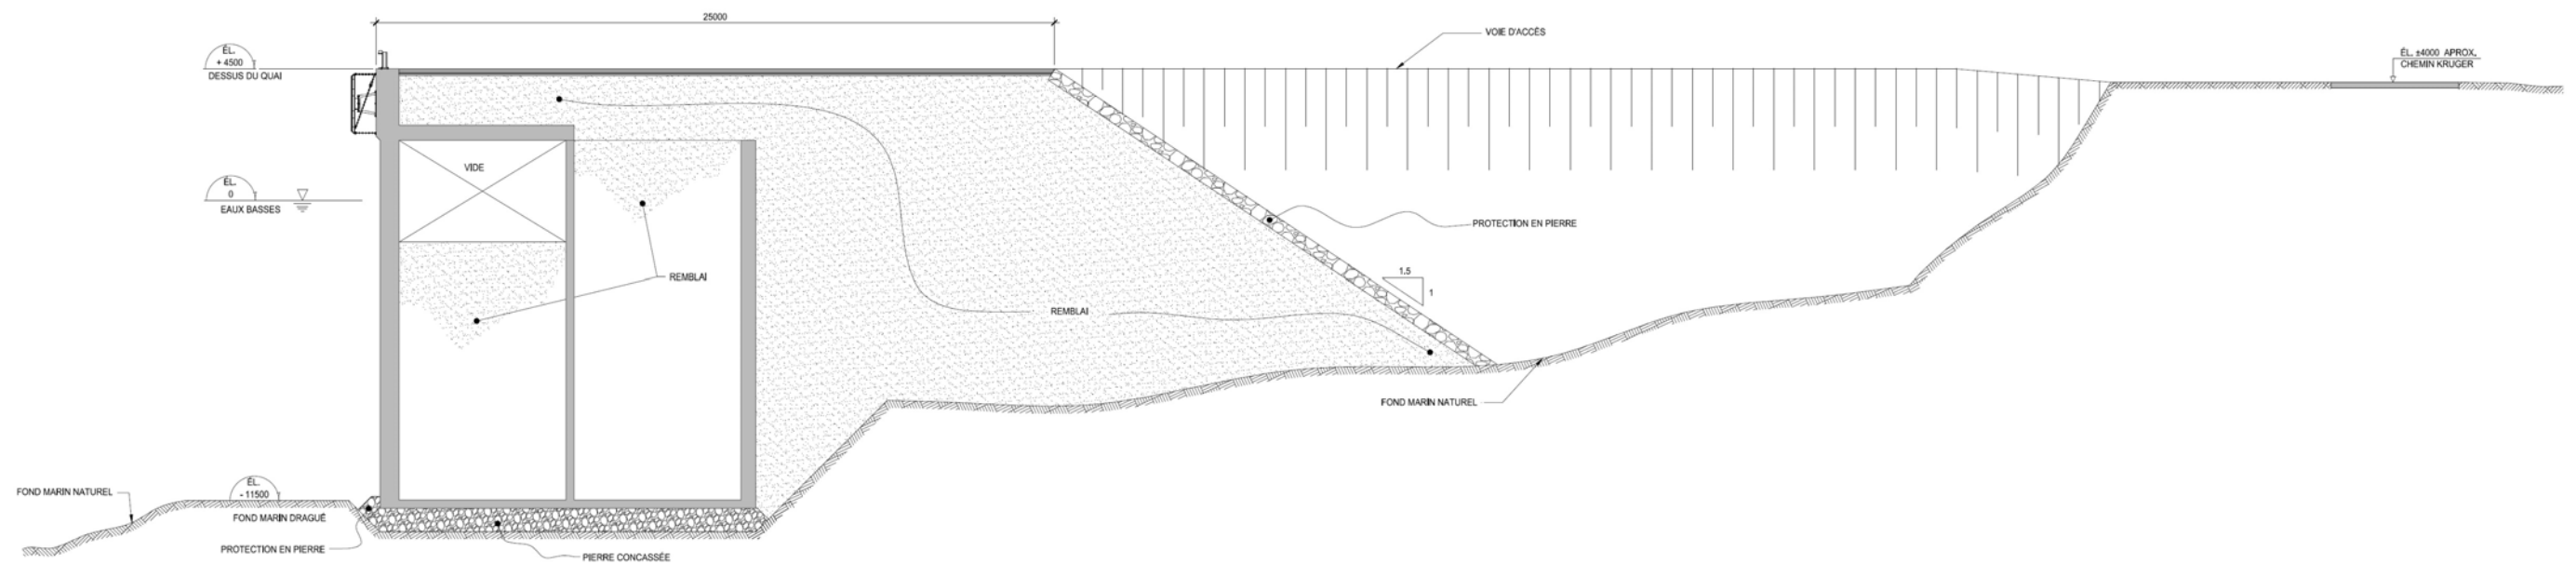 25000
VOIE D'ACCÈS
ÉL.
+ 4500
DESSUS DU QUAI
ÉL. ±4000 APROX.
CHEMIN KRUGER
VIDE
ÉL.
0
EAUX BASSES
PROTECTION EN PIERRE
REMBLAI
1.5
1
REMBLAI
FOND MARIN NATUREL
FOND MARIN NATUREL
ÉL.
- 11500
FOND MARIN DRAGUÉ
PROTECTION EN PIERRE
PIERRE CONCASSÉE